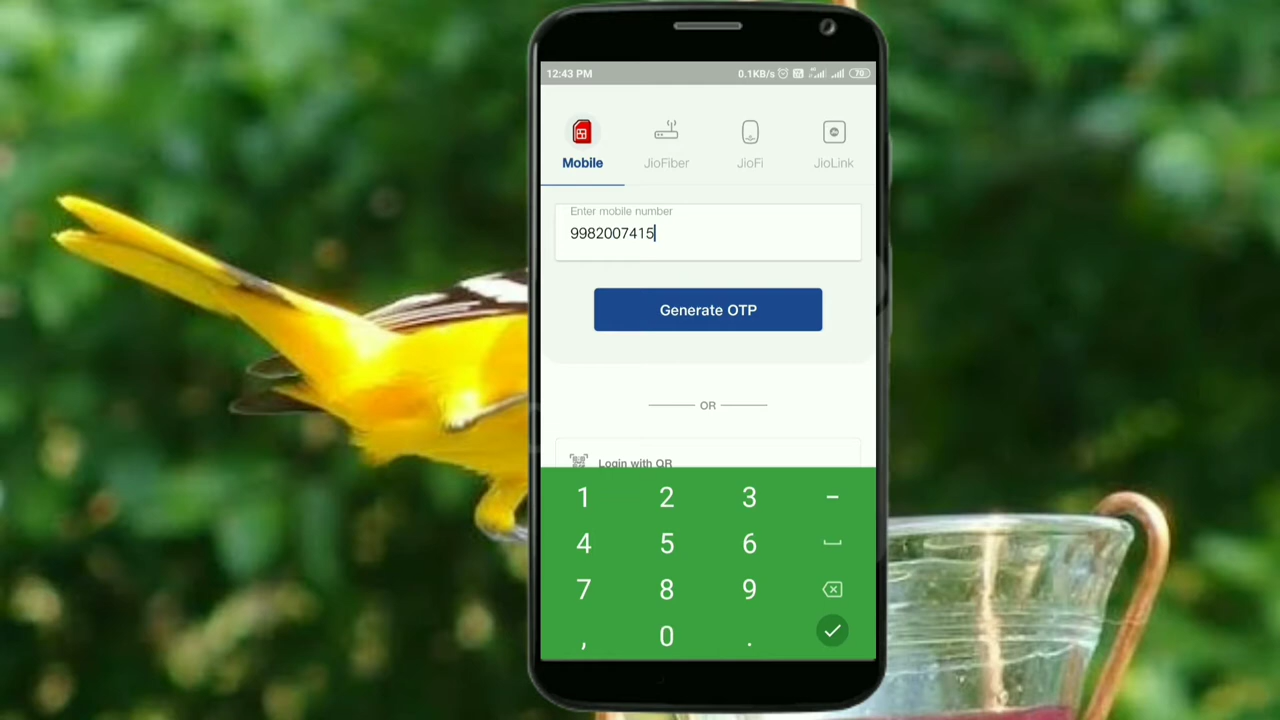 12:43 PM 0.1KB/s 70
Mobile JioFiber JioFi JioLink
Enter mobile number
9982007415
Generate OTP
OR
Login with QR
1 2 3 -
4 5 6
7 8 9
, 0 .